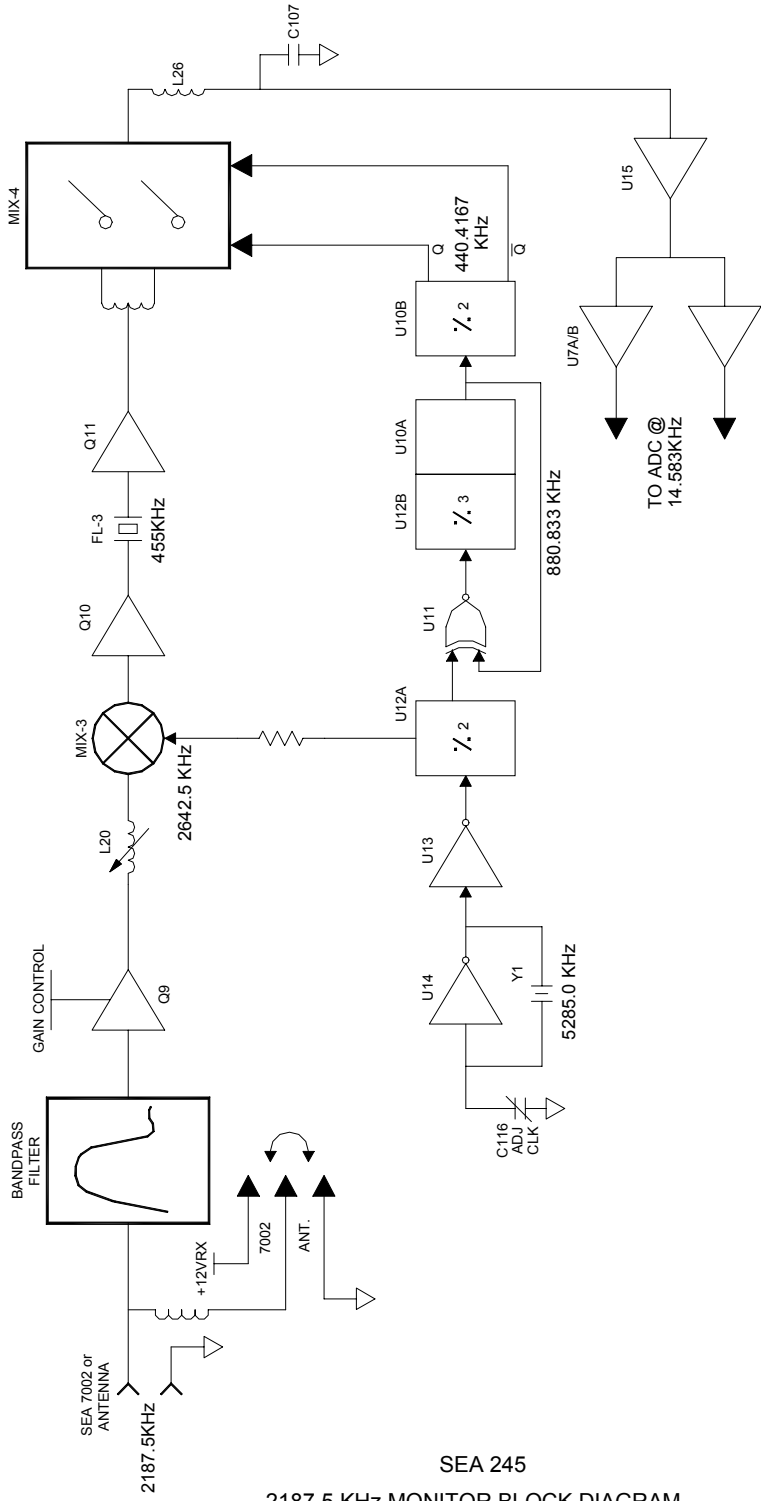 SEA 7002 or
ANTENNA
2187.5KHz
BANDPASS
FILTER
+12VRX
7002
ANT.
GAIN CONTROL
Q9
L20
MIX-3
2642.5 KHz
Q10
FL-3
455KHz
Q11
MIX-4
L26
C107
C116
ADJ
CLK
U14
Y1
5285.0 KHz
U13
U12A
٪ 2
U11
U12B
٪ 3
U10A
880.833 KHz
U10B
٪ 2
Q
440.4167
KHz
Q̅
U15
U7A/B
TO ADC @
14.583KHz
SEA 245
2187.5 KHz MONITOR BLOCK DIAGRAM